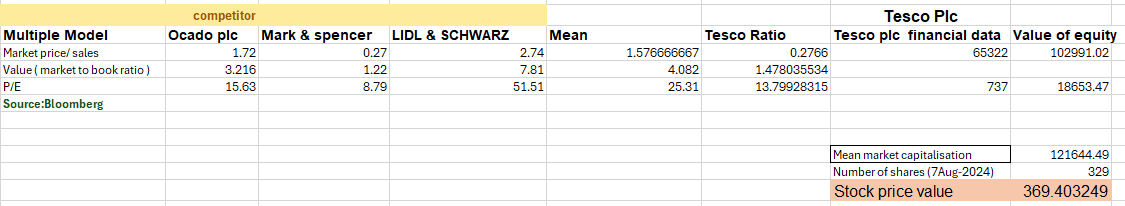 competitor Tesco Plc
Multiple Model Ocado plc Mark & spencer LIDL & SCHWARZ Mean Tesco Ratio Tesco plc financial data Value of equity
Market price/ sales 1.72 0.27 2.74 1.576666667 0.2766 65322 102991.02
Value ( market to book ratio ) 3.216 1.22 7.81 4.082 1.478035534
P/E 15.63 8.79 51.51 25.31 13.79928315 737 18653.47
Source:Bloomberg
Mean market capitalisation 121644.49
Number of shares (7Aug-2024) 329
Stock price value 369.403249